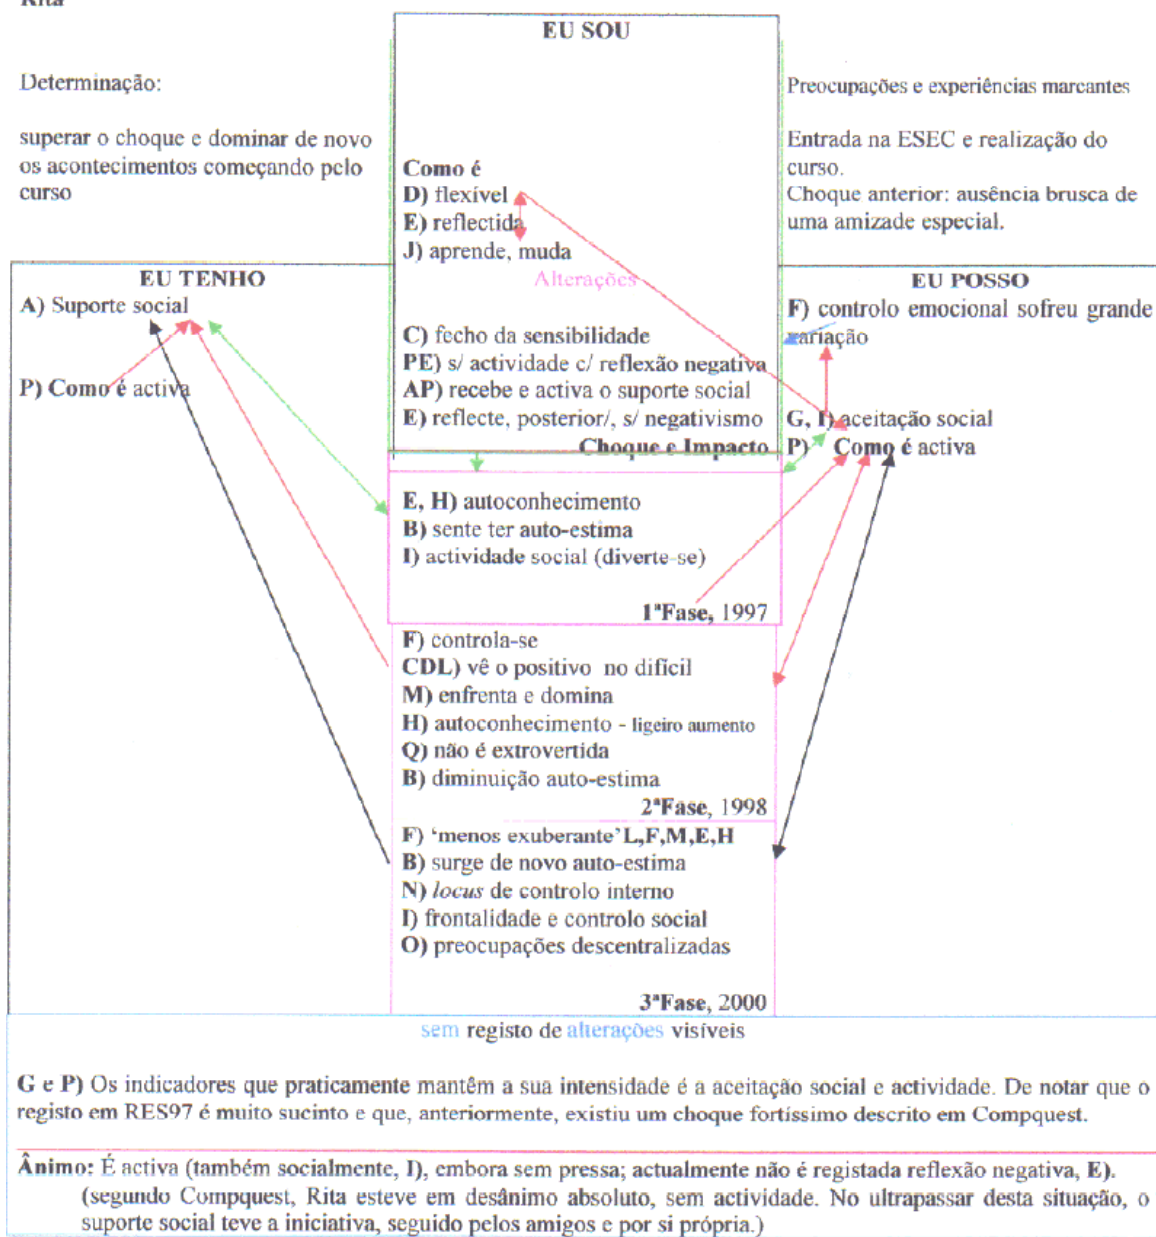 Rita
EU SOU
Determinação:
superar o choque e dominar de novo
os acontecimentos começando pelo
curso
Preocupações e experiências marcantes
Entrada na ESEC e realização do
curso.
Choque anterior: ausência brusca de
uma amizade especial.
Como é
D) flexível
E) reflectida
J) aprende, muda
Alterações
C) fecho da sensibilidade
PE) s/ actividade c/ reflexão negativa
AP) recebe e activa o suporte social
E) reflecte, posterior/, s/ negativismo
Choque e Impacto
EU TENHO
A) Suporte social
P) Como é activa
EU POSSO
F) controlo emocional sofreu grande
variação
G, I) aceitação social
P) Como é activa
E, H) autoconhecimento
B) sente ter auto-estima
I) actividade social (diverte-se)
1ªFase, 1997
F) controla-se
CDL) vê o positivo no difícil
M) enfrenta e domina
H) autoconhecimento - ligeiro aumento
Q) não é extrovertida
B) diminuição auto-estima
2ªFase, 1998
F) ‘menos exuberante’ L,F,M,E,H
B) surge de novo auto-estima
N) locus de controlo interno
I) frontalidade e controlo social
O) preocupações descentralizadas
3ªFase, 2000
sem registo de alterações visíveis
G e P) Os indicadores que praticamente mantêm a sua intensidade é a aceitação social e actividade. De notar que o
registo em RES97 é muito sucinto e que, anteriormente, existiu um choque fortíssimo descrito em Compquest.
Ânimo: É activa (também socialmente, I), embora sem pressa; actualmente não é registada reflexão negativa, E).
(segundo Compquest, Rita esteve em desânimo absoluto, sem actividade. No ultrapassar desta situação, o
suporte social teve a iniciativa, seguido pelos amigos e por si própria.)